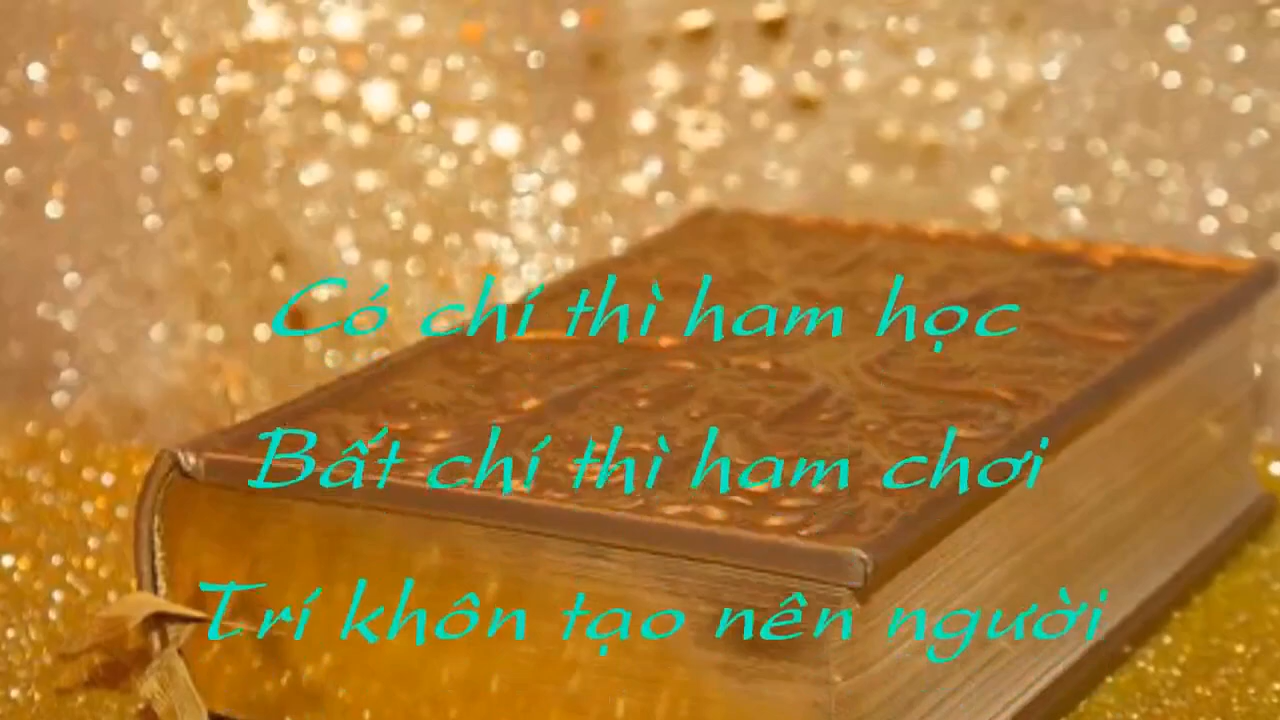 Có chí thì ham học
Bất chí thì ham chơi
Trí khôn tạo nên người